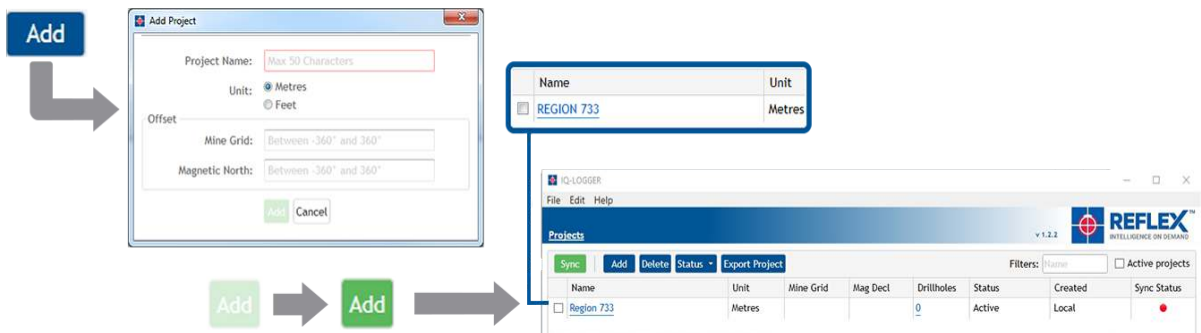 Add
Add Project
Project Name: Max 50 Characters
Unit: Metres
Feet
Offset
Mine Grid: Between -360° and 360°
Magnetic North: Between -360° and 360°
Add Cancel
Add Add
Name Unit
REGION 733 Metres
IQ-LOGGER
File Edit Help
Projects v 1.2.2 REFLEX™
INTELLIGENCE ON DEMAND
Sync Add Delete Status Export Project Filters: Name Active projects
Name Unit Mine Grid Mag Decl Drillholes Status Created Sync Status
Region 733 Metres 0 Active Local